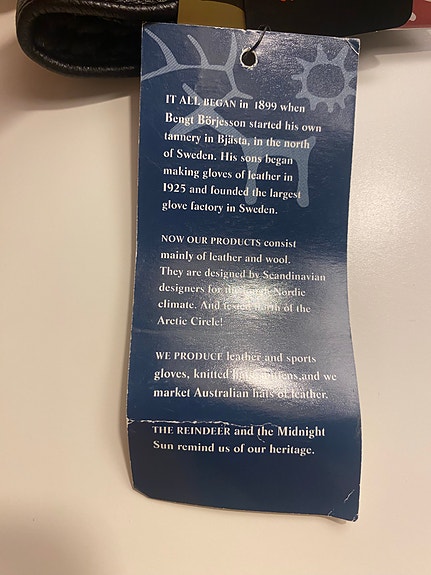 IT ALL BEGAN in 1899 when
Bengt Börjesson started his own
tannery in Bjästa, in the north
of Sweden. His sons began
making gloves of leather in
1925 and founded the largest
glove factory in Sweden.
NOW OUR PRODUCTS consist
mainly of leather and wool.
They are designed by Scandinavian
designers for the Nordic
climate. And tested north of the
Arctic Circle!
WE PRODUCE leather and sports
gloves, knitted hats, mittens and we
market Australian hats of leather.
THE REINDEER and the Midnight
Sun remind us of our heritage.